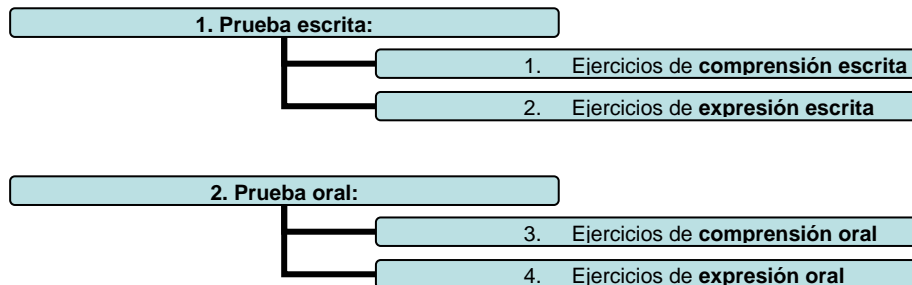 1. Prueba escrita:
1. Ejercicios de comprensión escrita
2. Ejercicios de expresión escrita
2. Prueba oral:
3. Ejercicios de comprensión oral
4. Ejercicios de expresión oral